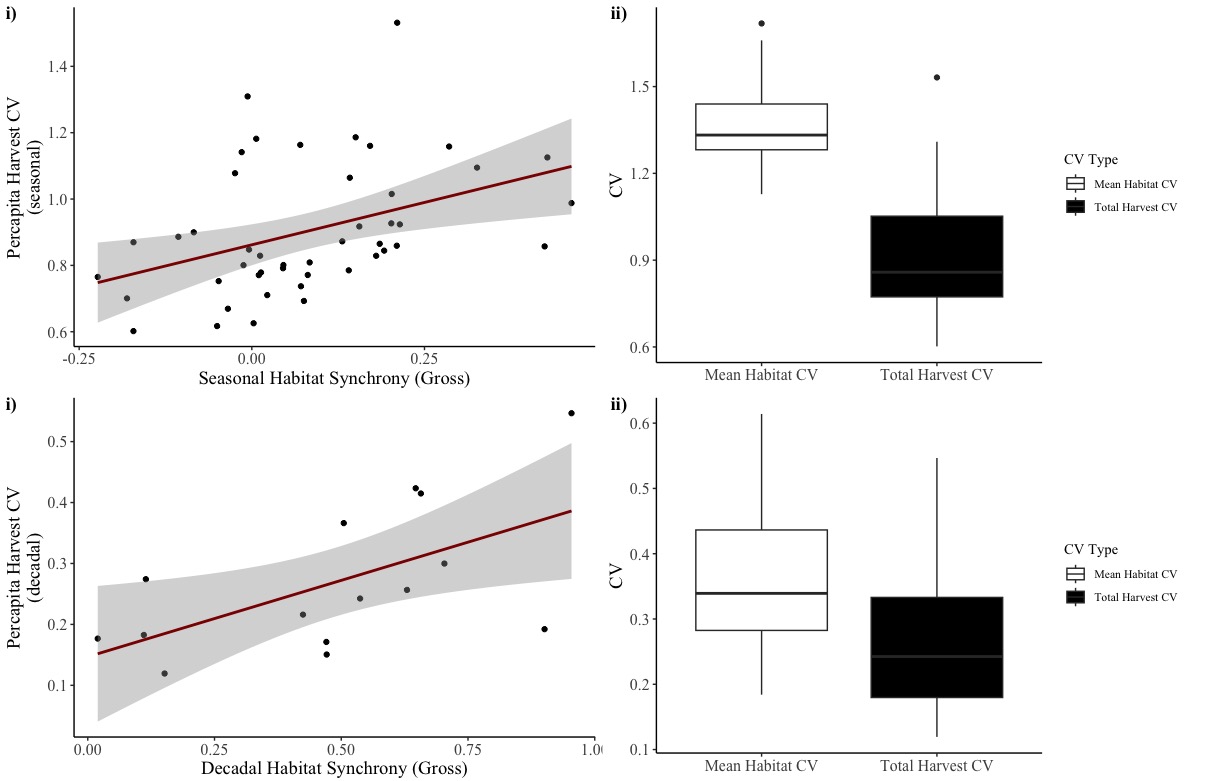 i)
Percapita Harvest CV
(seasonal)
1.4
1.2
1.0
0.8
0.6
-0.25
0.00
0.25
Seasonal Habitat Synchrony (Gross)
ii)
CV
1.5
1.2
0.9
0.6
Mean Habitat CV
Total Harvest CV
CV Type
Mean Habitat CV
Total Harvest CV
i)
Percapita Harvest CV
(decadal)
0.5
0.4
0.3
0.2
0.1
0.00
0.25
0.50
0.75
1.0
Decadal Habitat Synchrony (Gross)
ii)
CV
0.6
0.5
0.4
0.3
0.2
0.1
Mean Habitat CV
Total Harvest CV
CV Type
Mean Habitat CV
Total Harvest CV